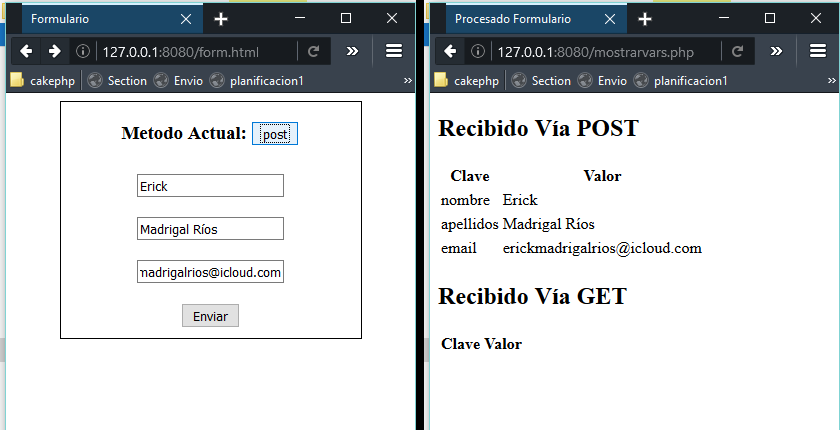 Formulario
127.0.0.1:8080/form.html
cakephp Section Envio planificacion1
Metodo Actual: post
Erick
Madrigal Ríos
madrigalrios@icloud.com
Enviar
Procesado Formulario
127.0.0.1:8080/mostrarvars.php
cakephp Section Envio planificacion1
Recibido Vía POST
Clave Valor
nombre Erick
apellidos Madrigal Ríos
email erickmadrigalrios@icloud.com
Recibido Vía GET
Clave Valor